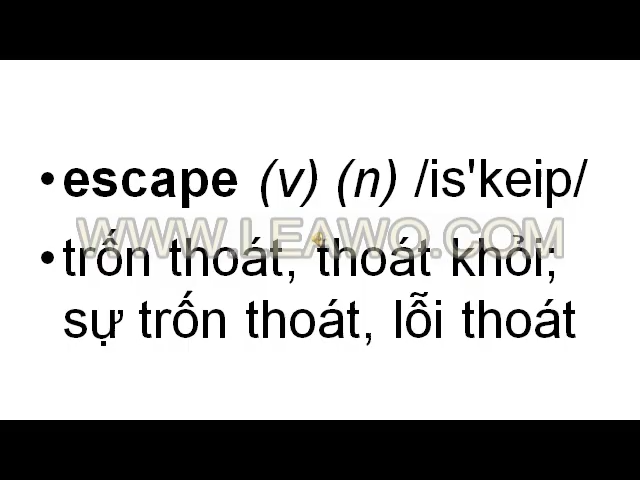 •escape (v) (n) /is'keip/
WWW.LEAWO.COM
•trốn thoát, thoát khỏi;
sự trốn thoát, lỗi thoát